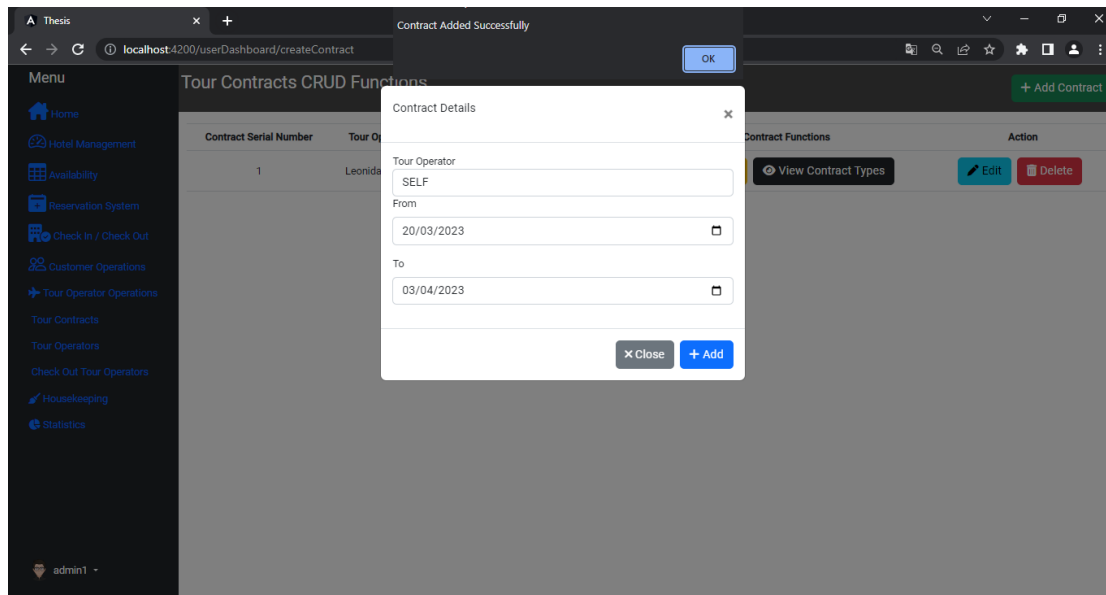 Thesis
localhost:4200/userDashboard/createContract
Contract Added Successfully
OK
Menu
Tour Contracts CRUD Functions
+ Add Contract
Home
Hotel Management
Availability
Reservation System
Check In / Check Out
Customer Operations
Tour Operator Operations
Tour Contracts
Tour Operators
Check Out Tour Operators
Housekeeping
Statistics
admin1
Contract Serial Number Tour Contract Functions Action
1 View Contract Types Edit Delete
Contract Details ×
Tour Operator
SELF
From
20/03/2023
To
03/04/2023
× Close + Add